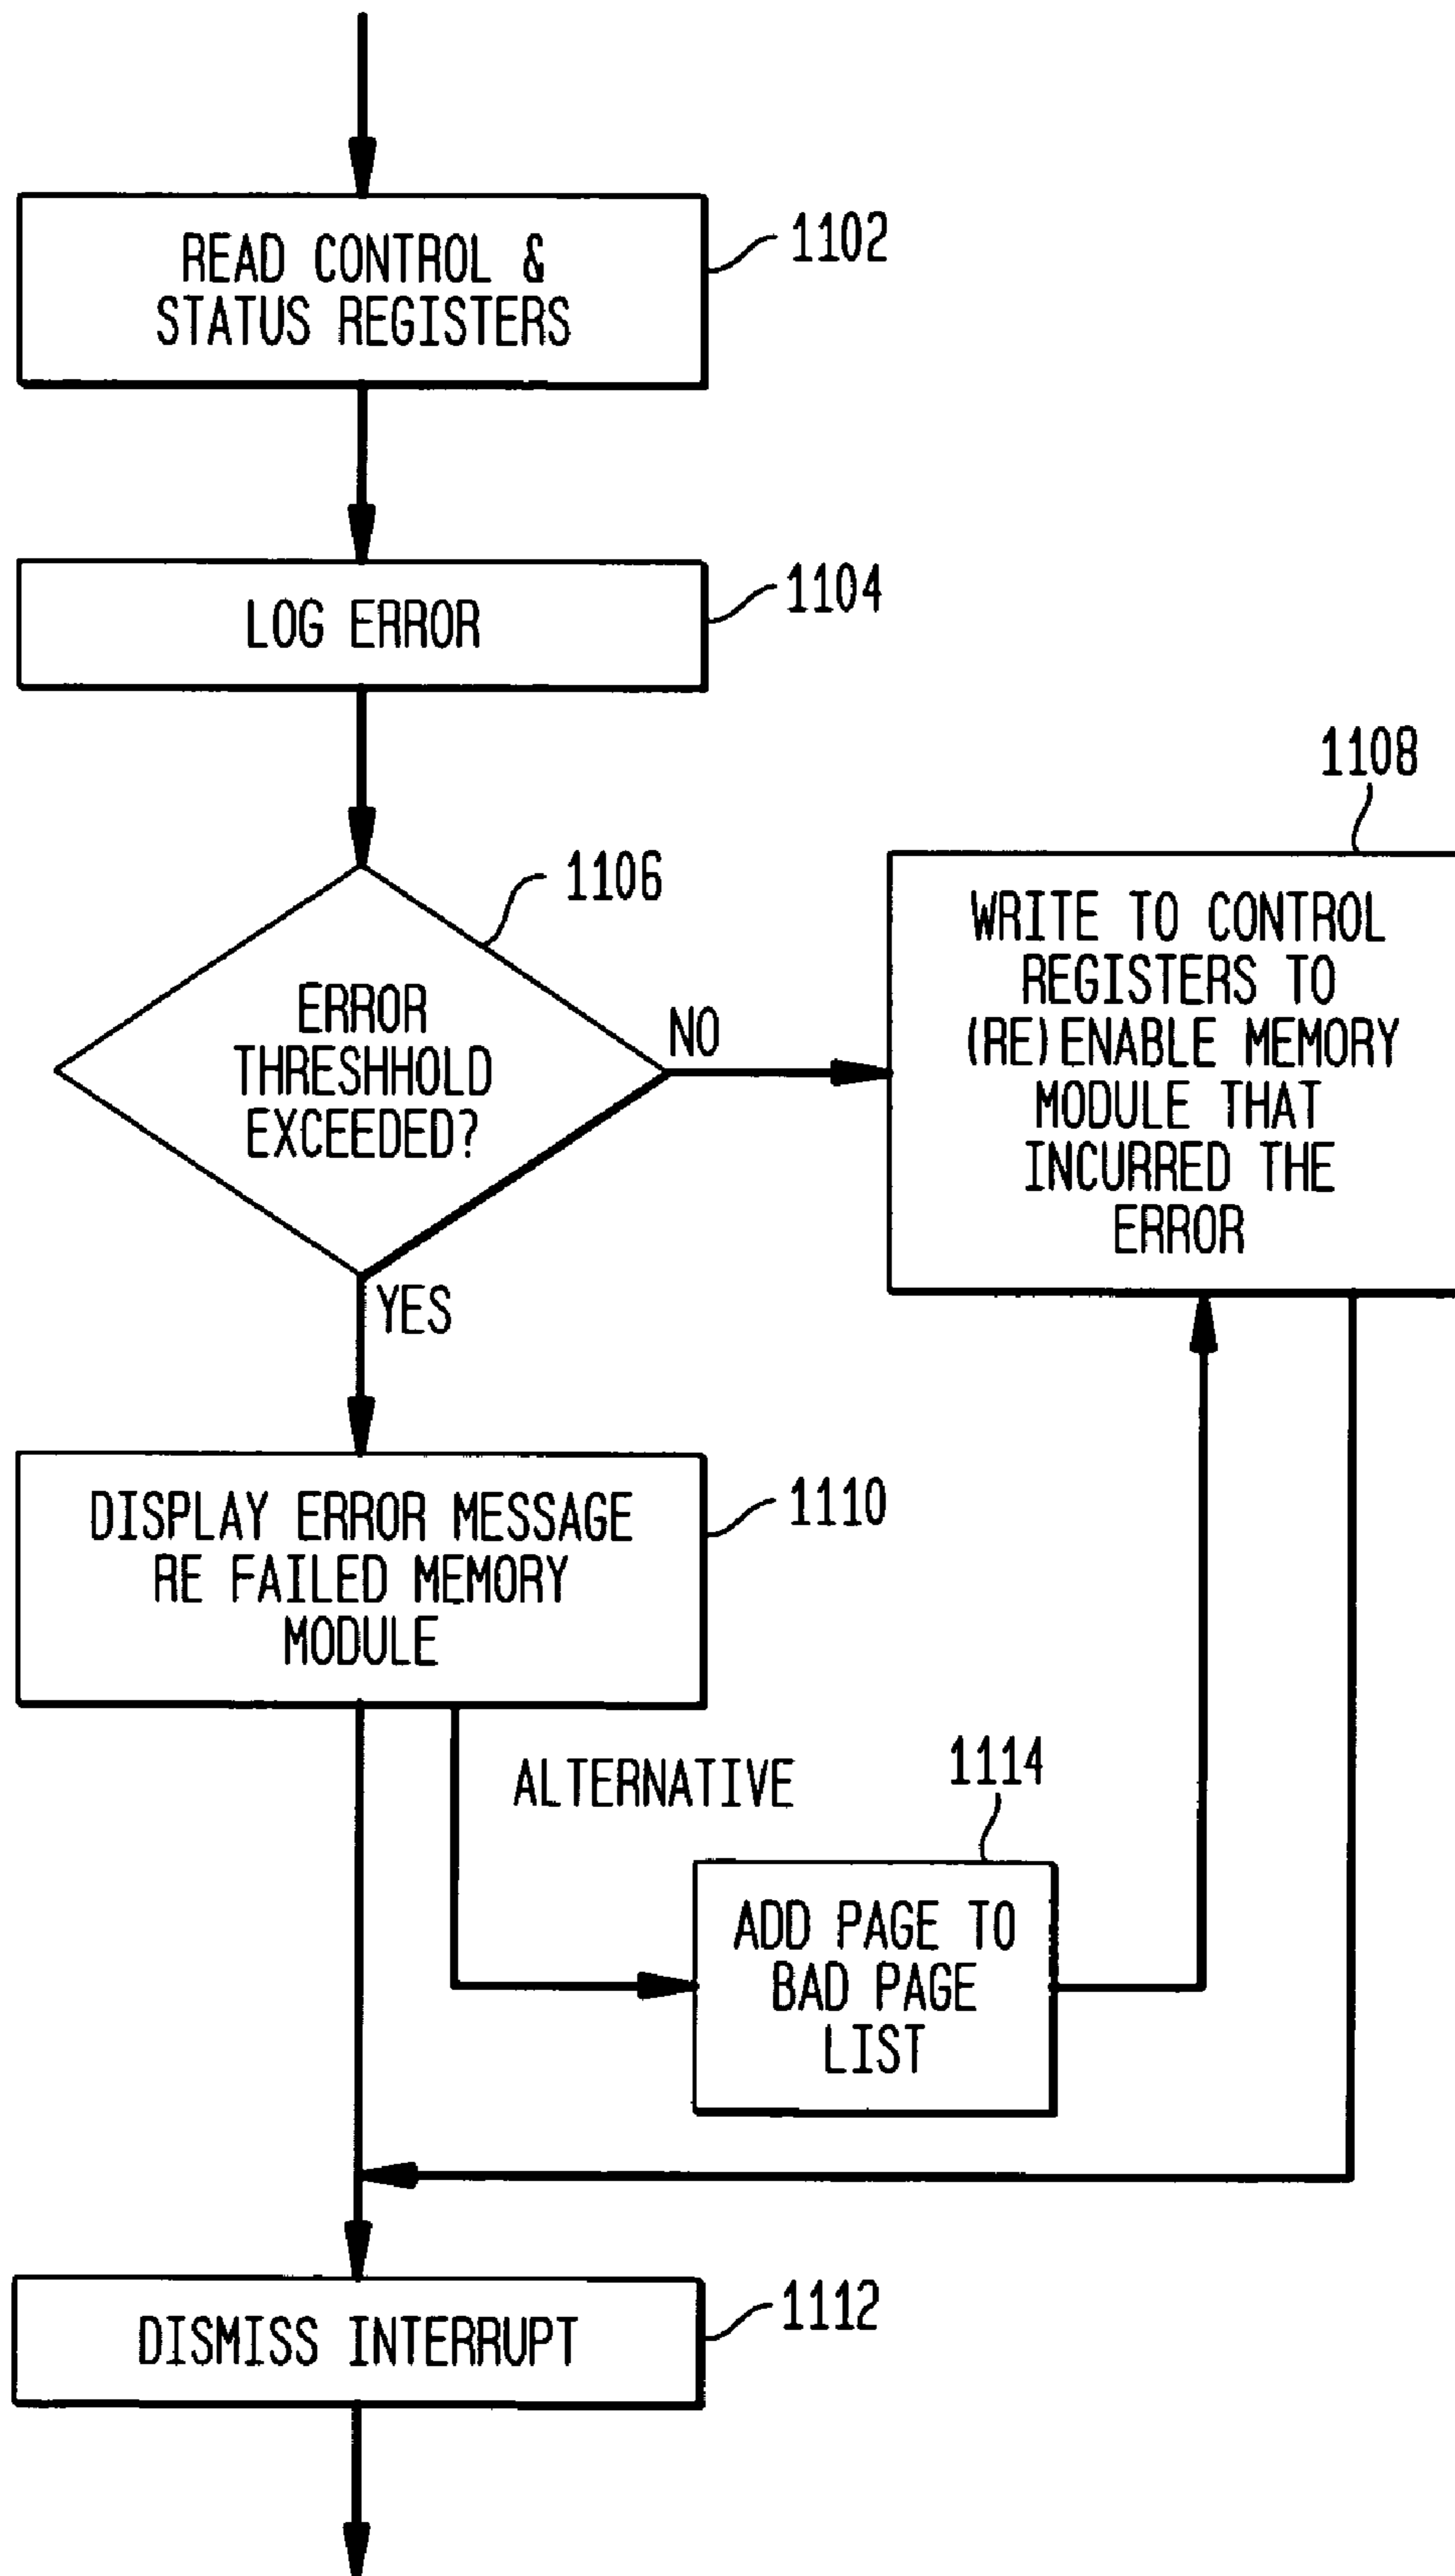 READ CONTROL &
STATUS REGISTERS
1102
LOG ERROR
1104
1106
ERROR
THRESHHOLD
EXCEEDED?
NO
YES
1108
WRITE TO CONTROL
REGISTERS TO
(RE)ENABLE MEMORY
MODULE THAT
INCURRED THE
ERROR
DISPLAY ERROR MESSAGE
RE FAILED MEMORY
MODULE
1110
ALTERNATIVE
1114
ADD PAGE TO
BAD PAGE
LIST
DISMISS INTERRUPT
1112